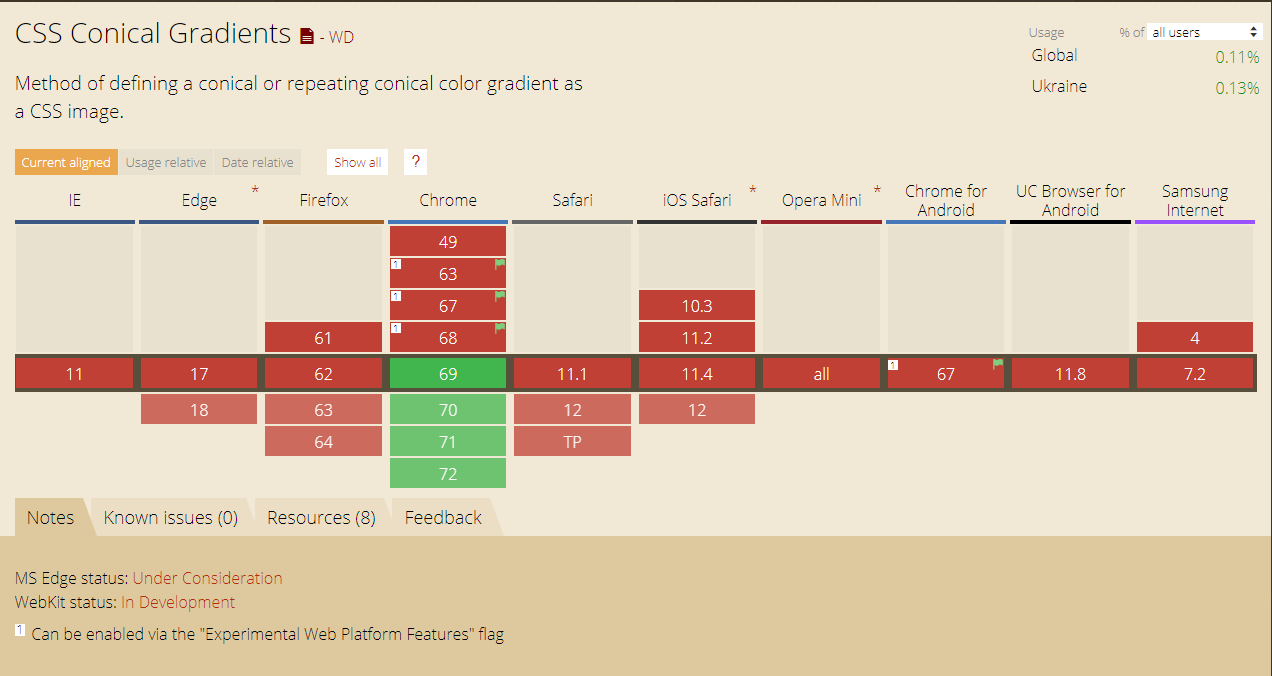 CSS Conical Gradients - WD
Usage % of all users
Global 0.11%
Ukraine 0.13%
Method of defining a conical or repeating conical color gradient as
a CSS image.
Current aligned Usage relative Date relative Show all ?
IE Edge * Firefox Chrome Safari iOS Safari * Opera Mini * Chrome for Android UC Browser for Android Samsung Internet
49
1 63
1 67 10.3
61 1 68 11.2 4
11 17 62 69 11.1 11.4 all 1 67 11.8 7.2
18 63 70 12 12
64 71 TP
72
Notes Known issues (0) Resources (8) Feedback
MS Edge status: Under Consideration
WebKit status: In Development
1 Can be enabled via the "Experimental Web Platform Features" flag